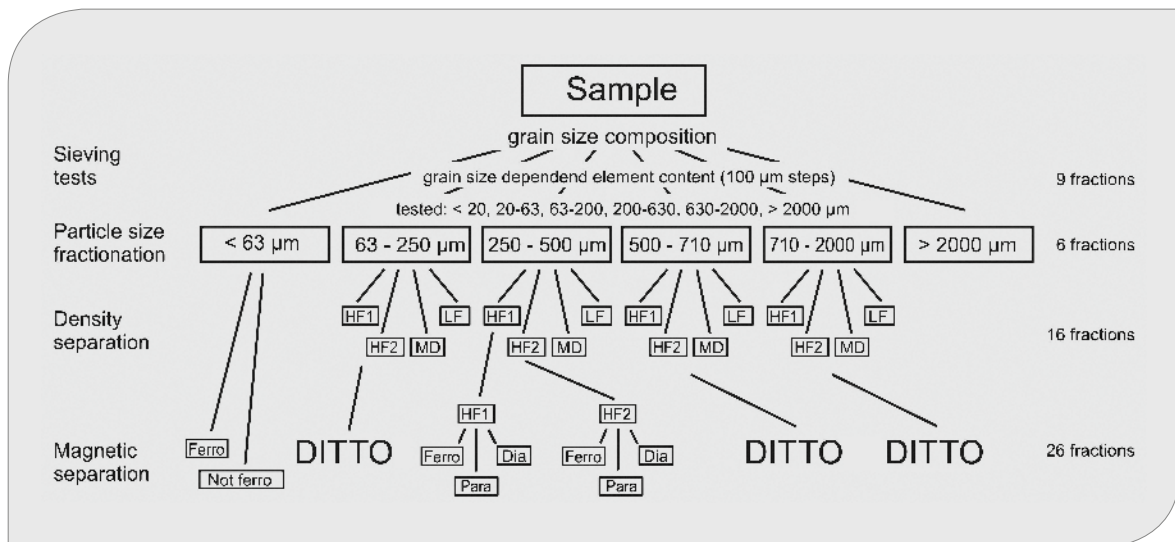 Sample
grain size composition
Sieving
tests
grain size dependend element content (100 µm steps)
9 fractions
tested: < 20, 20-63, 63-200, 200-630, 630-2000, > 2000 µm
Particle size
fractionation
< 63 µm
63 - 250 µm
250 - 500 µm
500 - 710 µm
710 - 2000 µm
> 2000 µm
6 fractions
Density
separation
HF1
LF
HF1
LF
HF1
LF
HF1
LF
HF2
MD
HF2
MD
HF2
MD
HF2
MD
16 fractions
HF1
HF2
Magnetic
separation
Ferro
Not ferro
DITTO
Ferro
Dia
Para
Ferro
Dia
Para
DITTO
DITTO
26 fractions